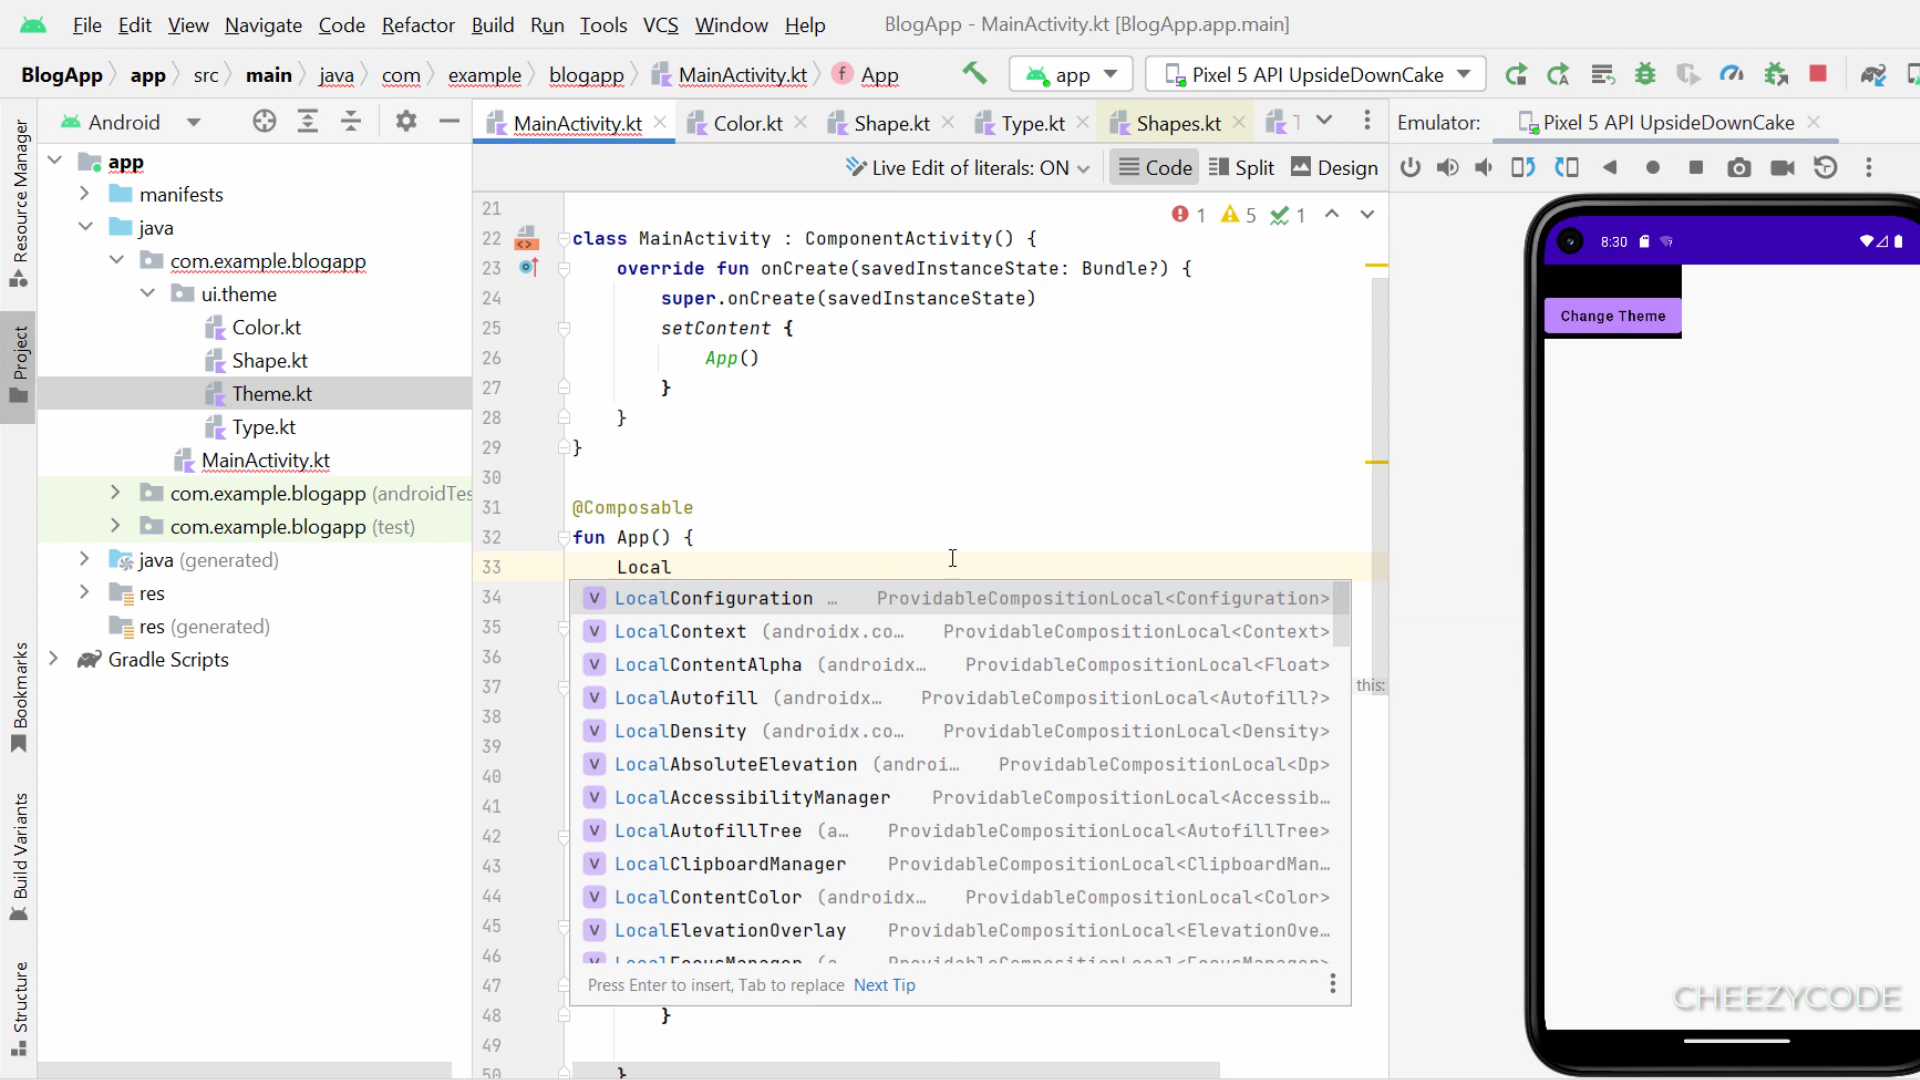 File Edit View Navigate Code Refactor Build Run Tools VCS Window Help BlogApp - MainActivity.kt [BlogApp.app.main]
BlogApp app src main java com example blogapp MainActivity.kt f App app Pixel 5 API UpsideDownCake
Android
MainActivity.kt Color.kt Shape.kt Type.kt Shapes.kt
Emulator: Pixel 5 API UpsideDownCake
Live Edit of literals: ON Code Split Design
Resource Manager
Project
Bookmarks
Build Variants
Structure
app
manifests
java
com.example.blogapp
ui.theme
Color.kt
Shape.kt
Theme.kt
Type.kt
MainActivity.kt
com.example.blogapp (androidTes
com.example.blogapp (test)
java (generated)
res
res (generated)
Gradle Scripts
1 5 1
21
22 class MainActivity : ComponentActivity() {
23 override fun onCreate(savedInstanceState: Bundle?) {
24 super.onCreate(savedInstanceState)
25 setContent {
26 App()
27 }
28 }
29 }
30
31 @Composable
32 fun App() {
33 Local
34
35
36
37 this:
38
39
40
41
42
43
44
45
46
47
48 }
49
50 }
V LocalConfiguration … ProvidableCompositionLocal<Configuration>
V LocalContext (androidx.co… ProvidableCompositionLocal<Context>
V LocalContentAlpha (androidx… ProvidableCompositionLocal<Float>
V LocalAutofill (androidx… ProvidableCompositionLocal<Autofill?>
V LocalDensity (androidx.co… ProvidableCompositionLocal<Density>
V LocalAbsoluteElevation (androi… ProvidableCompositionLocal<Dp>
V LocalAccessibilityManager ProvidableCompositionLocal<Accessib…
V LocalAutofillTree (a… ProvidableCompositionLocal<AutofillTree>
V LocalClipboardManager ProvidableCompositionLocal<ClipboardMan…
V LocalContentColor (androidx… ProvidableCompositionLocal<Color>
V LocalElevationOverlay ProvidableCompositionLocal<ElevationOve…
V LocalFocusManager (a… ProvidableCompositionLocal<FocusManager>
Press Enter to insert, Tab to replace Next Tip
8:30
Change Theme
CHEEZYCODE